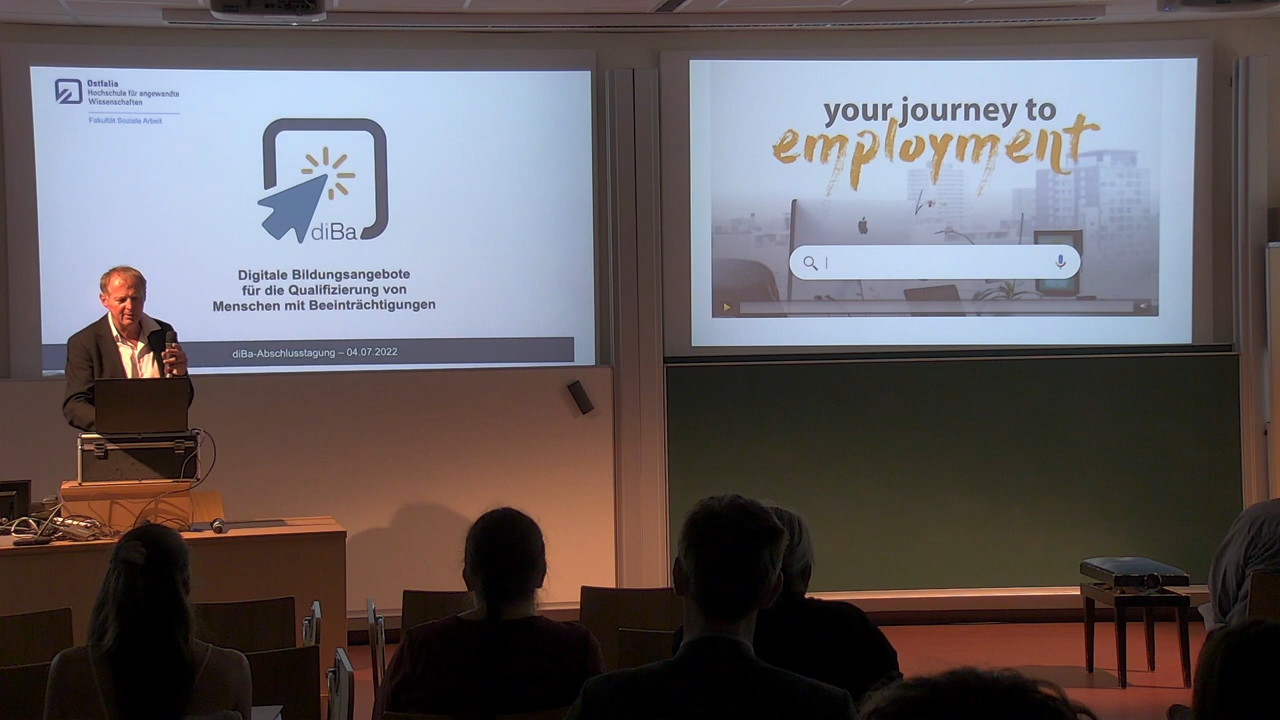 Ostfalia
Hochschule für angewandte
Wissenschaften
Fakultät Soziale Arbeit
diBa
Digitale Bildungsangebote
für die Qualifizierung von
Menschen mit Beeinträchtigungen
diBa-Abschlusstagung – 04.07.2022
your journey to
employment